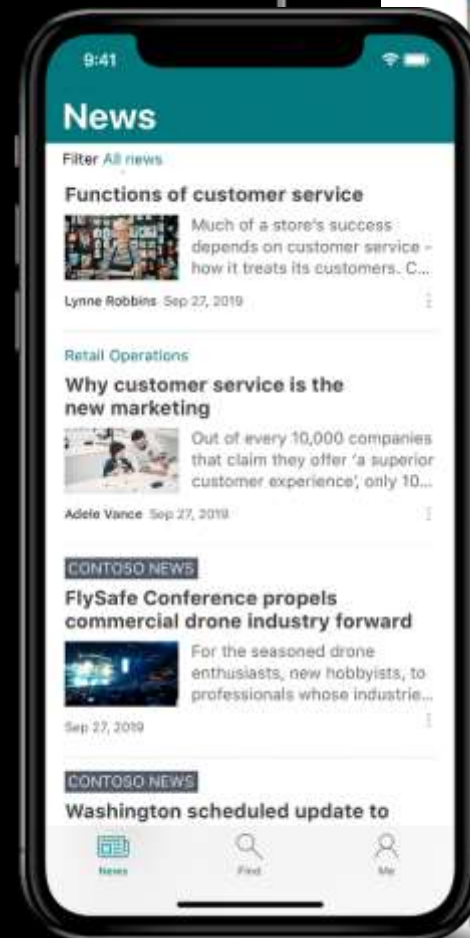 9:41
News
Filter All news
Functions of customer service
Much of a store's success
depends on customer service –
how it treats its customers. C...
Lynne Robbins Sep 27, 2019
Retail Operations
Why customer service is the
new marketing
Out of every 10,000 companies
that claim they offer 'a superior
customer experience', only 10...
Adele Vance Sep 27, 2019
CONTOSO NEWS
FlySafe Conference propels
commercial drone industry forward
For the seasoned drone
enthusiasts, new hobbyists, to
professionals whose industrie...
Sep 27, 2019
CONTOSO NEWS
Washington scheduled update to
News
Find
Me